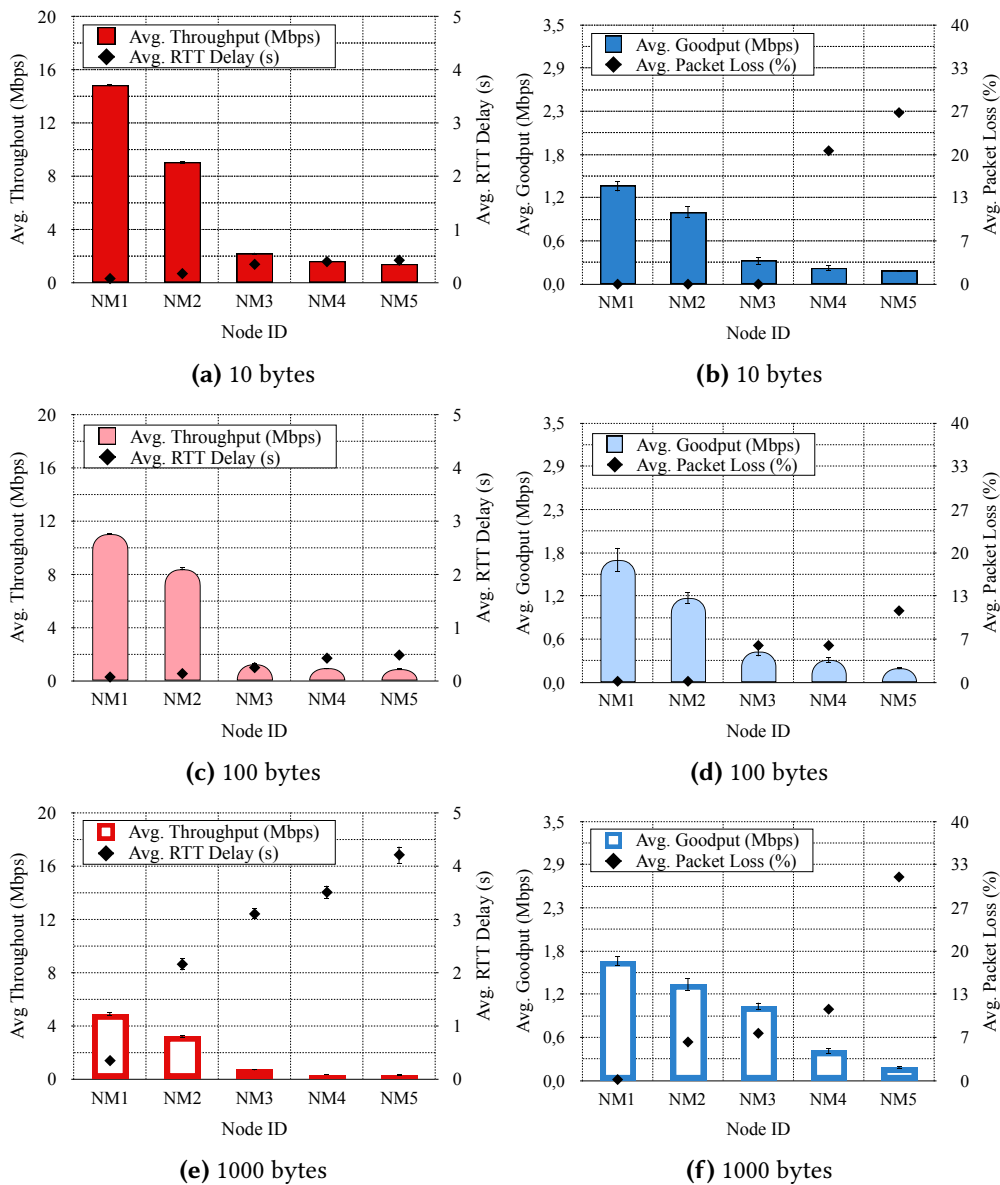 20
16
12
8
4
0
Avg. Throughout (Mbps)
Avg. Throughput (Mbps)
Avg. RTT Delay (s)
5
4
3
2
1
0
Avg. RTT Delay (s)
NM1 NM2 NM3 NM4 NM5
Node ID
(a) 10 bytes
3,5
2,9
2,3
1,8
1,2
0,6
0,0
Avg. Goodput (Mbps)
Avg. Goodput (Mbps)
Avg. Packet Loss (%)
40
33
27
20
13
7
0
Avg. Packet Loss (%)
NM1 NM2 NM3 NM4 NM5
Node ID
(b) 10 bytes
20
16
12
8
4
0
Avg. Throughout (Mbps)
Avg. Throughput (Mbps)
Avg. RTT Delay (s)
5
4
3
2
1
0
Avg. RTT Delay (s)
NM1 NM2 NM3 NM4 NM5
Node ID
(c) 100 bytes
3,5
2,9
2,3
1,8
1,2
0,6
0,0
Avg. Goodput (Mbps)
Avg. Goodput (Mbps)
Avg. Packet Loss (%)
40
33
27
20
13
7
0
Avg. Packet Loss (%)
NM1 NM2 NM3 NM4 NM5
Node ID
(d) 100 bytes
20
16
12
8
4
0
Avg Throughout (Mbps)
Avg. Throughput (Mbps)
Avg. RTT Delay (s)
5
4
3
2
1
0
Avg. RTT Delay (s)
NM1 NM2 NM3 NM4 NM5
Node ID
(e) 1000 bytes
3,5
2,9
2,3
1,8
1,2
0,6
0,0
Avg. Goodput (Mbps)
Avg. Goodput (Mbps)
Avg. Packet Loss (%)
40
33
27
20
13
7
0
Avg. Packet Loss (%)
NM1 NM2 NM3 NM4 NM5
Node ID
(f) 1000 bytes